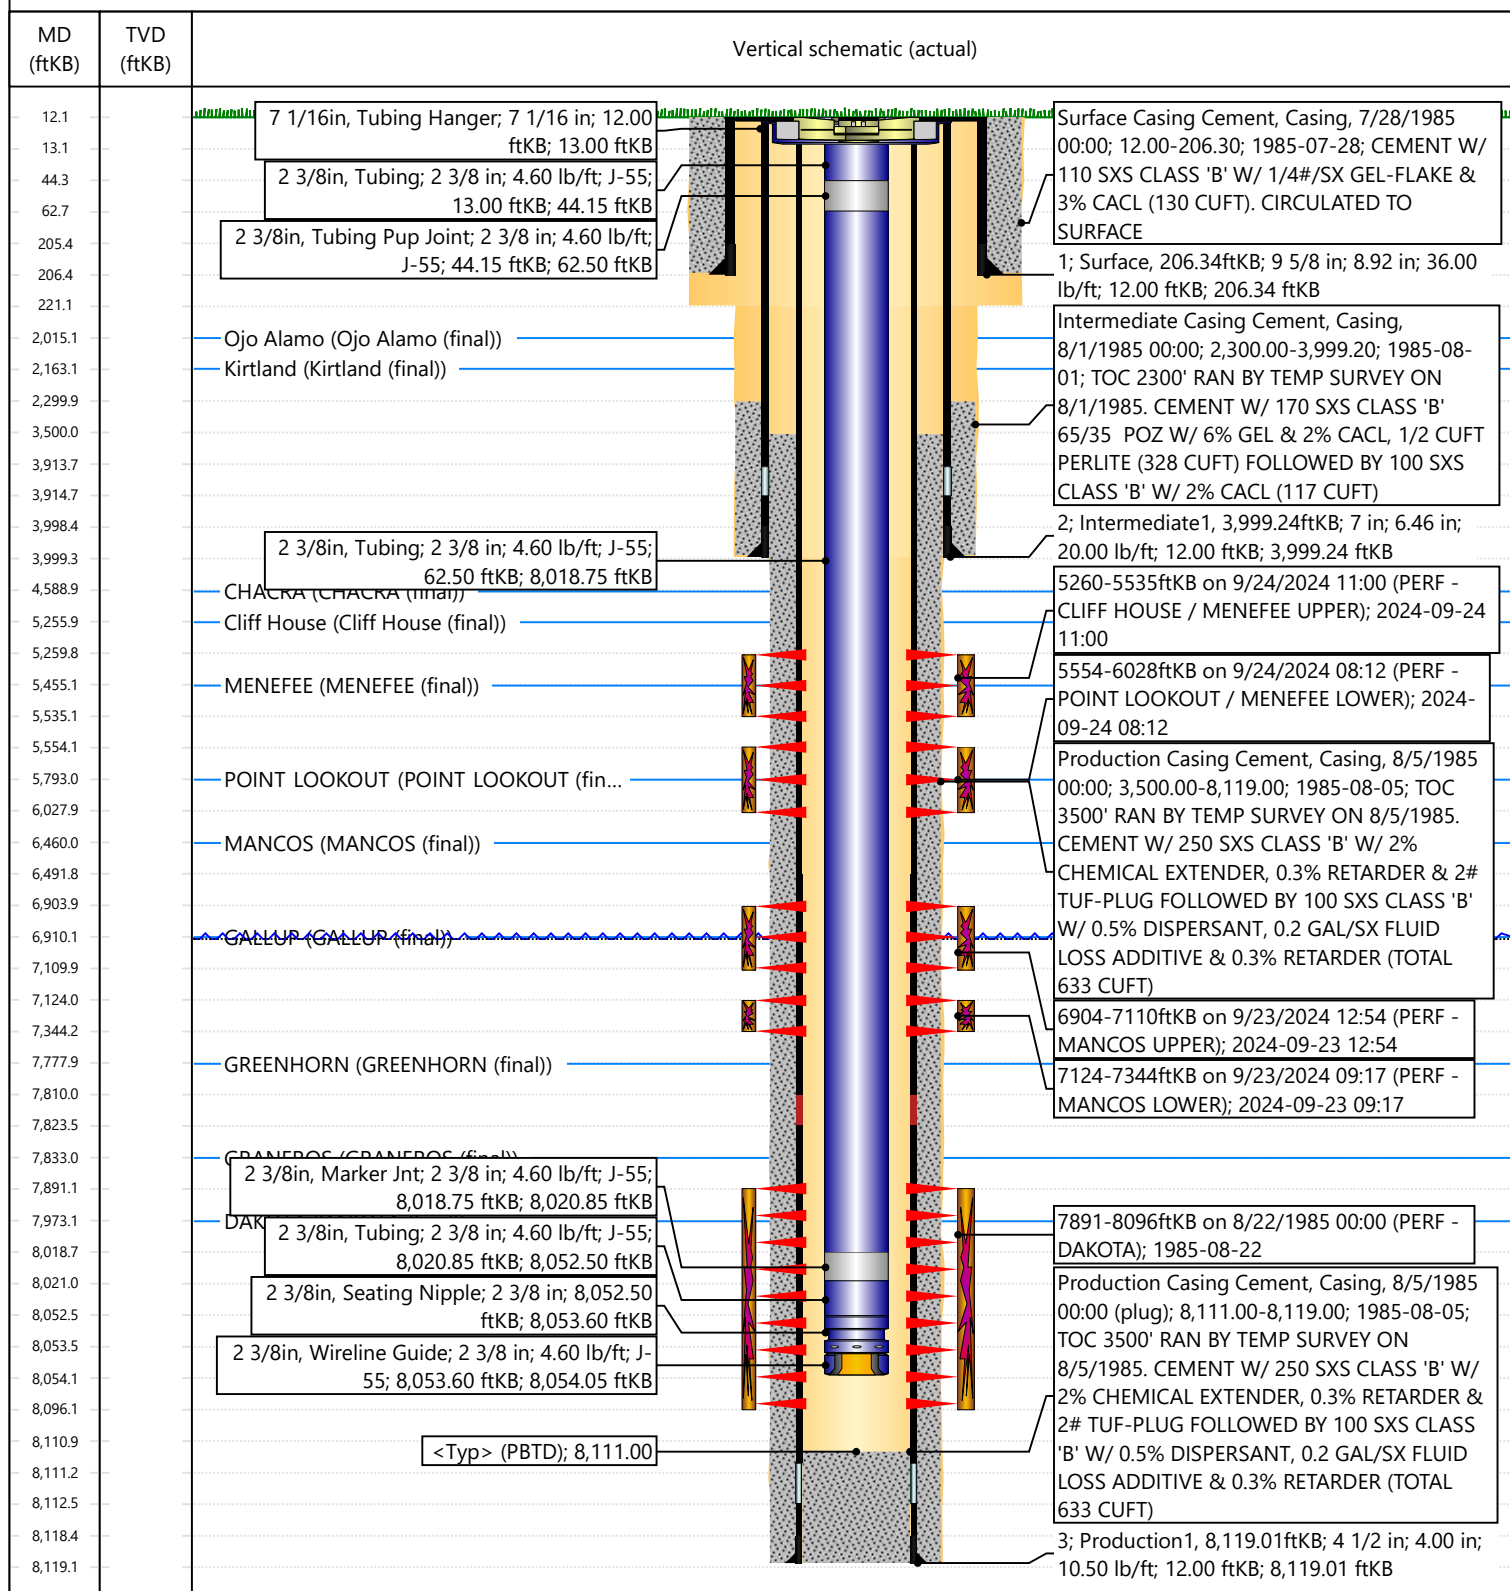 MD
(ftKB)
TVD
(ftKB)
Vertical schematic (actual)
12.1
13.1
44.3
62.7
205.4
206.4
221.1
2,015.1
2,163.1
2,299.9
3,500.0
3,913.7
3,914.7
3,998.4
3,999.3
4,588.9
5,255.9
5,259.8
5,455.1
5,535.1
5,554.1
5,793.0
6,027.9
6,460.0
6,491.8
6,903.9
6,910.1
7,109.9
7,124.0
7,344.2
7,777.9
7,810.0
7,823.5
7,833.0
7,891.1
7,973.1
8,018.7
8,021.0
8,052.5
8,053.5
8,054.1
8,096.1
8,110.9
8,111.2
8,112.5
8,118.4
8,119.1
7 1/16in, Tubing Hanger; 7 1/16 in; 12.00
ftKB; 13.00 ftKB
2 3/8in, Tubing; 2 3/8 in; 4.60 lb/ft; J-55;
13.00 ftKB; 44.15 ftKB
2 3/8in, Tubing Pup Joint; 2 3/8 in; 4.60 lb/ft;
J-55; 44.15 ftKB; 62.50 ftKB
Ojo Alamo (Ojo Alamo (final))
Kirtland (Kirtland (final))
2 3/8in, Tubing; 2 3/8 in; 4.60 lb/ft; J-55;
62.50 ftKB; 8,018.75 ftKB
CHACRA (CHACRA (final))
Cliff House (Cliff House (final))
MENEFEE (MENEFEE (final))
POINT LOOKOUT (POINT LOOKOUT (fin...
MANCOS (MANCOS (final))
GALLUP (GALLUP (final))
GREENHORN (GREENHORN (final))
GRANEROS (GRANEROS (final))
2 3/8in, Marker Jnt; 2 3/8 in; 4.60 lb/ft; J-55;
8,018.75 ftKB; 8,020.85 ftKB
DAK
2 3/8in, Tubing; 2 3/8 in; 4.60 lb/ft; J-55;
8,020.85 ftKB; 8,052.50 ftKB
2 3/8in, Seating Nipple; 2 3/8 in; 8,052.50
ftKB; 8,053.60 ftKB
2 3/8in, Wireline Guide; 2 3/8 in; 4.60 lb/ft; J-
55; 8,053.60 ftKB; 8,054.05 ftKB
<Typ> (PBTD); 8,111.00
Surface Casing Cement, Casing, 7/28/1985
00:00; 12.00-206.30; 1985-07-28; CEMENT W/
110 SXS CLASS 'B' W/ 1/4#/SX GEL-FLAKE &
3% CACL (130 CUFT). CIRCULATED TO
SURFACE
1; Surface, 206.34ftKB; 9 5/8 in; 8.92 in; 36.00
lb/ft; 12.00 ftKB; 206.34 ftKB
Intermediate Casing Cement, Casing,
8/1/1985 00:00; 2,300.00-3,999.20; 1985-08-
01; TOC 2300' RAN BY TEMP SURVEY ON
8/1/1985. CEMENT W/ 170 SXS CLASS 'B'
65/35  POZ W/ 6% GEL & 2% CACL, 1/2 CUFT
PERLITE (328 CUFT) FOLLOWED BY 100 SXS
CLASS 'B' W/ 2% CACL (117 CUFT)
2; Intermediate1, 3,999.24ftKB; 7 in; 6.46 in;
20.00 lb/ft; 12.00 ftKB; 3,999.24 ftKB
5260-5535ftKB on 9/24/2024 11:00 (PERF -
CLIFF HOUSE / MENEFEE UPPER); 2024-09-24
11:00
5554-6028ftKB on 9/24/2024 08:12 (PERF -
POINT LOOKOUT / MENEFEE LOWER); 2024-
09-24 08:12
Production Casing Cement, Casing, 8/5/1985
00:00; 3,500.00-8,119.00; 1985-08-05; TOC
3500' RAN BY TEMP SURVEY ON 8/5/1985.
CEMENT W/ 250 SXS CLASS 'B' W/ 2%
CHEMICAL EXTENDER, 0.3% RETARDER & 2#
TUF-PLUG FOLLOWED BY 100 SXS CLASS 'B'
W/ 0.5% DISPERSANT, 0.2 GAL/SX FLUID
LOSS ADDITIVE & 0.3% RETARDER (TOTAL
633 CUFT)
6904-7110ftKB on 9/23/2024 12:54 (PERF -
MANCOS UPPER); 2024-09-23 12:54
7124-7344ftKB on 9/23/2024 09:17 (PERF -
MANCOS LOWER); 2024-09-23 09:17
7891-8096ftKB on 8/22/1985 00:00 (PERF -
DAKOTA); 1985-08-22
Production Casing Cement, Casing, 8/5/1985
00:00 (plug); 8,111.00-8,119.00; 1985-08-05;
TOC 3500' RAN BY TEMP SURVEY ON
8/5/1985. CEMENT W/ 250 SXS CLASS 'B' W/
2% CHEMICAL EXTENDER, 0.3% RETARDER &
2# TUF-PLUG FOLLOWED BY 100 SXS CLASS
'B' W/ 0.5% DISPERSANT, 0.2 GAL/SX FLUID
LOSS ADDITIVE & 0.3% RETARDER (TOTAL
633 CUFT)
3; Production1, 8,119.01ftKB; 4 1/2 in; 4.00 in;
10.50 lb/ft; 12.00 ftKB; 8,119.01 ftKB